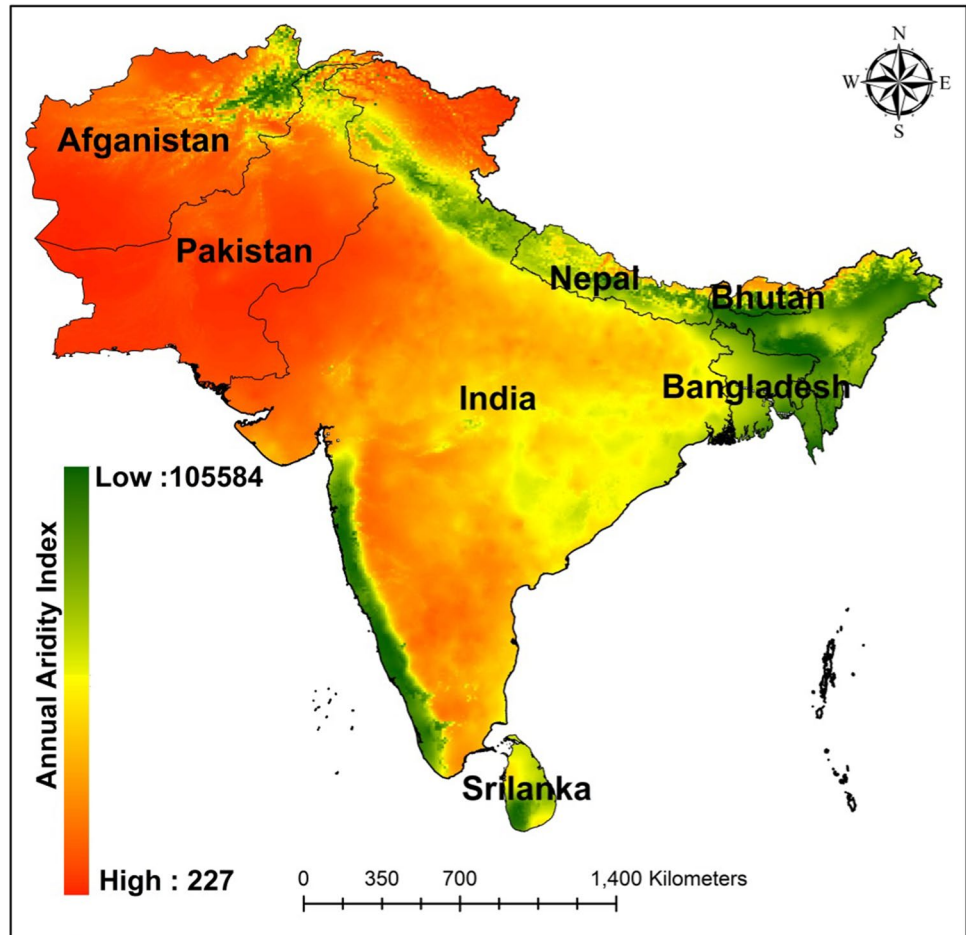 N
W E
S
Afganistan
Pakistan
Nepal
Bhutan
Bangladesh
India
Low :105584
Annual Aridity Index
Srilanka
High : 227
0 350 700 1,400 Kilometers